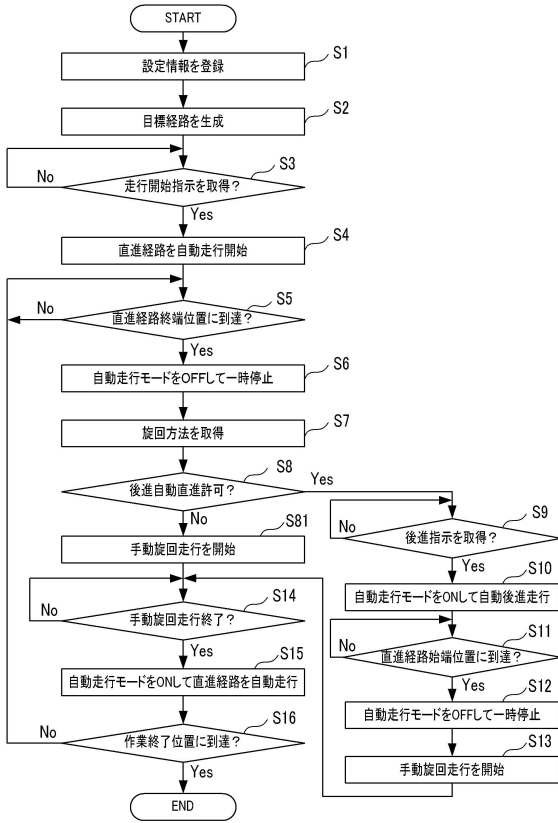 START
設定情報を登録
S1
目標経路を生成
S2
走行開始指示を取得?
S3
No
Yes
直進経路を自動走行開始
S4
直進経路終端位置に到達?
S5
No
Yes
自動走行モードをOFFして一時停止
S6
旋回方法を取得
S7
後進自動直進許可?
S8
Yes
No
手動旋回走行を開始
S81
後進指示を取得?
S9
No
Yes
自動走行モードをONして自動後進走行
S10
直進経路始端位置に到達?
S11
No
Yes
自動走行モードをOFFして一時停止
S12
手動旋回走行を開始
S13
手動旋回走行終了?
S14
No
Yes
自動走行モードをONして直進経路を自動走行
S15
作業終了位置に到達?
S16
No
Yes
END